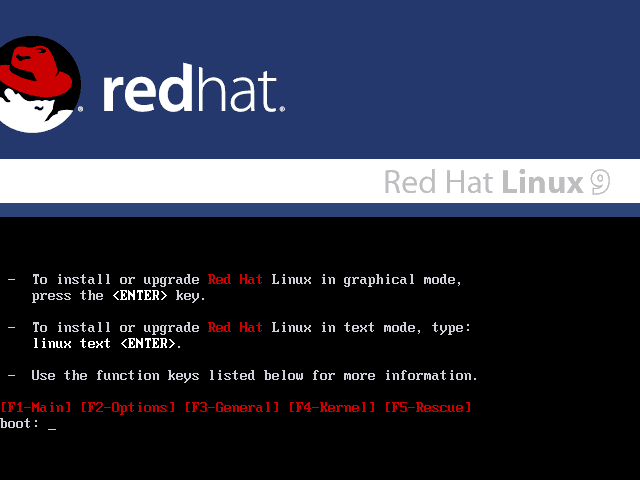 redhat.
®
®
Red Hat Linux 9
- To install or upgrade Red Hat Linux in graphical mode,
press the <ENTER> key.
- To install or upgrade Red Hat Linux in text mode, type:
linux text <ENTER>.
- Use the function keys listed below for more information.
[F1-Main] [F2-Options] [F3-General] [F4-Kernel] [F5-Rescue]
boot: _